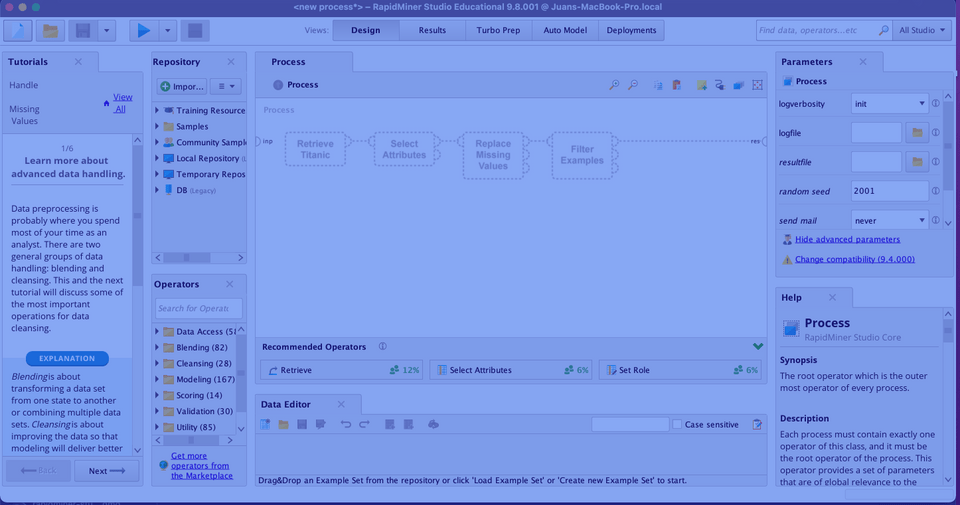 <new process*> – RapidMiner Studio Educational 9.8.001 @ Juans-MacBook-Pro.local
Views: Design Results Turbo Prep Auto Model Deployments Find data, operators...etc All Studio
Tutorials
Handle
Missing
Values
View
All
1/6
Learn more about
advanced data handling.
Data preprocessing is
probably where you spend
most of your time as an
analyst. There are two
general groups of data
handling: blending and
cleansing. This and the next
tutorial will discuss some of
the most important
operations for data
cleansing.
EXPLANATION
Blending is about
transforming a data set
from one state to another
or combining multiple data
sets. Cleansing is about
improving the data so that
modeling will deliver better
Back Next
Repository
Impor...
Training Resource
Samples
Community Sampl
Local Repository
Temporary Repos
DB (Legacy)
Operators
Search for Operato
Data Access (58
Blending (82)
Cleansing (28)
Modeling (167)
Scoring (14)
Validation (30)
Utility (85)
Get more
operators from
the Marketplace
Process
Process
Process
inp
Retrieve
Titanic
Select
Attributes
Replace
Missing
Values
Filter
Examples
res
Recommended Operators
Retrieve 12%
Select Attributes 6%
Set Role 6%
Data Editor
Case sensitive
Drag&Drop an Example Set from the repository or click 'Load Example Set' or 'Create new Example Set' to start.
Parameters
Process
logverbosity init
logfile
resultfile
random seed 2001
send mail never
Hide advanced parameters
Change compatibility (9.4.000)
Help
Process
RapidMiner Studio Core
Synopsis
The root operator which is the outer
most operator of every process.
Description
Each process must contain exactly one
operator of this class, and it must be
the root operator of the process. This
operator provides a set of parameters
that are of global relevance to the